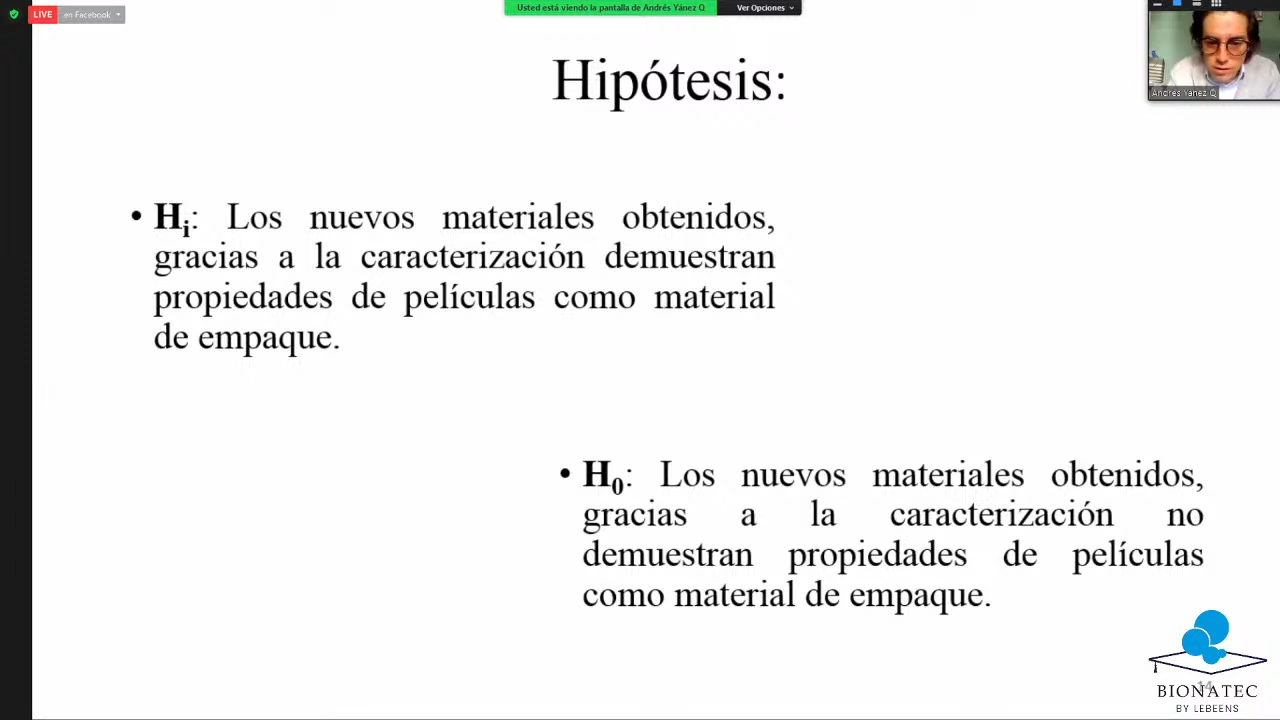 LIVE en Facebook
Usted está viendo la pantalla de Andrés Yánez Q
Ver Opciones
Andrés Yánez Q
Hipótesis:
• Hi: Los nuevos materiales obtenidos,
gracias a la caracterización demuestran
propiedades de películas como material
de empaque.
• H0: Los nuevos materiales obtenidos,
gracias a la caracterización no
demuestran propiedades de películas
como material de empaque.
14
BIONATEC
BY LEBEENS